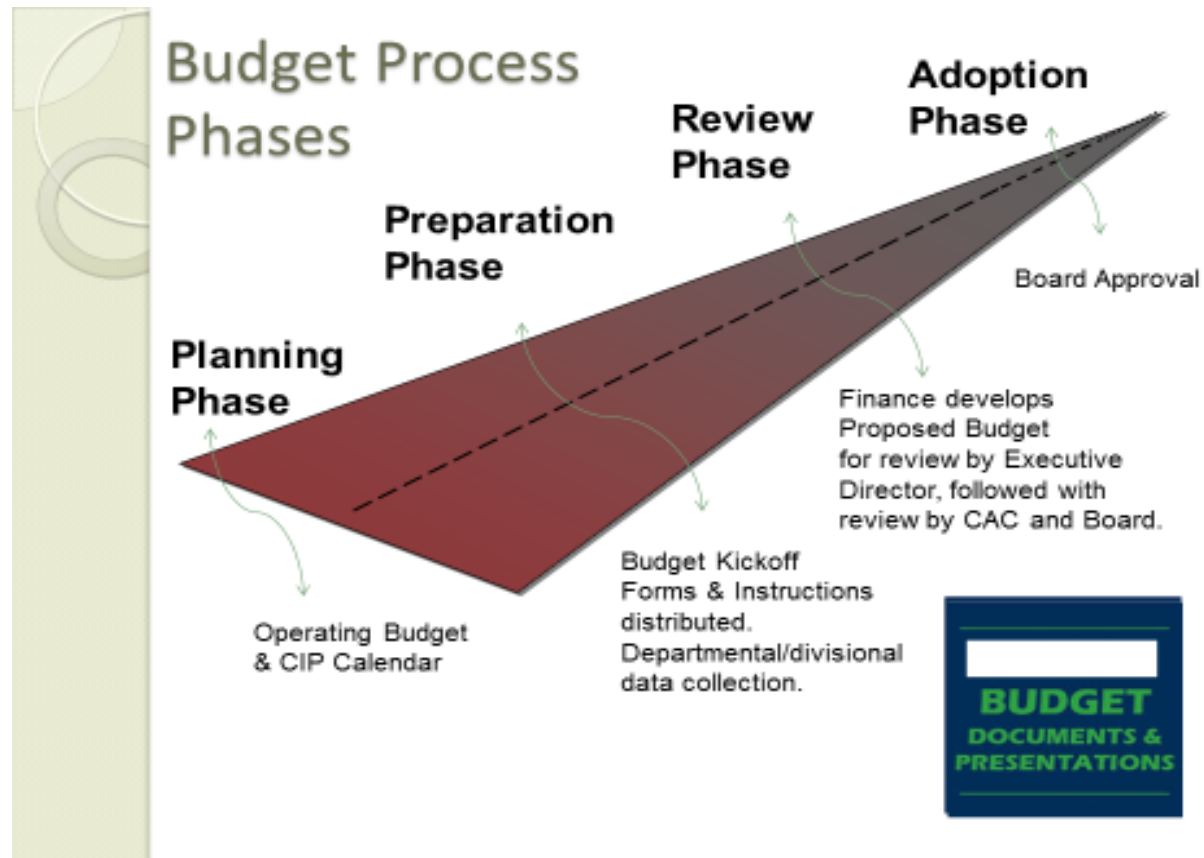 Budget Process
Phases
Planning
Phase
Operating Budget
& CIP Calendar
Preparation
Phase
Budget Kickoff
Forms & Instructions
distributed.
Departmental/divisional
data collection.
Review
Phase
Finance develops
Proposed Budget
for review by Executive
Director, followed with
review by CAC and Board.
Adoption
Phase
Board Approval
BUDGET
DOCUMENTS &
PRESENTATIONS